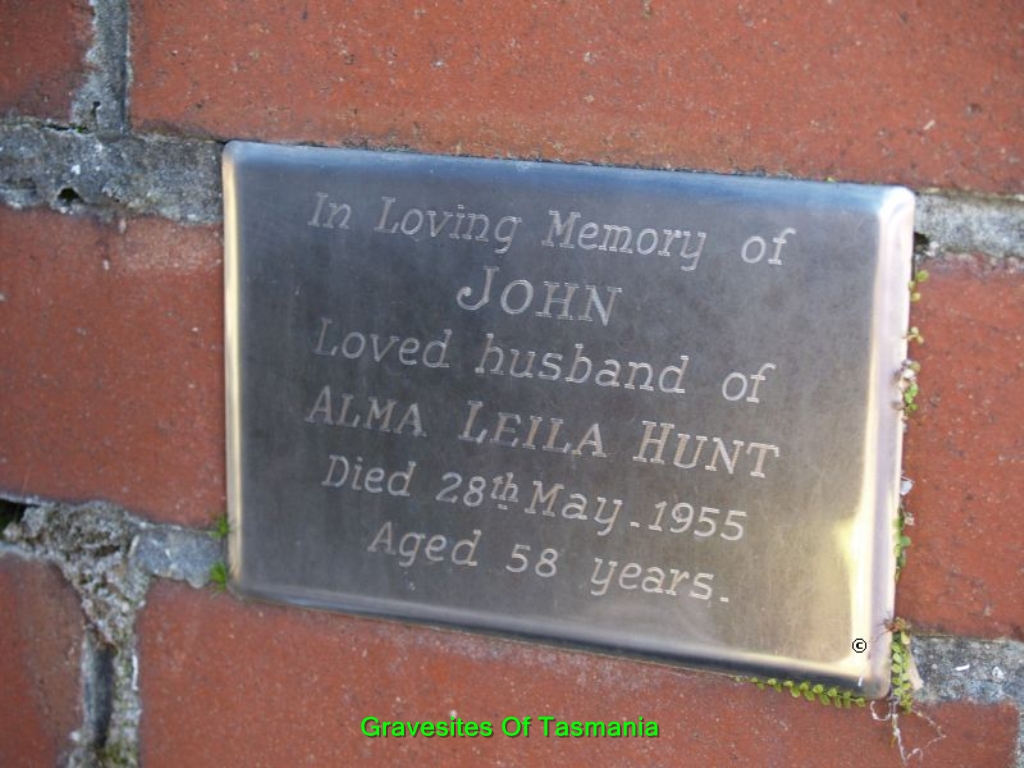 In Loving Memory of
JOHN
Loved husband of
ALMA LEILA HUNT
Died 28th May. 1955
Aged 58 years.
©
Gravesites Of Tasmania